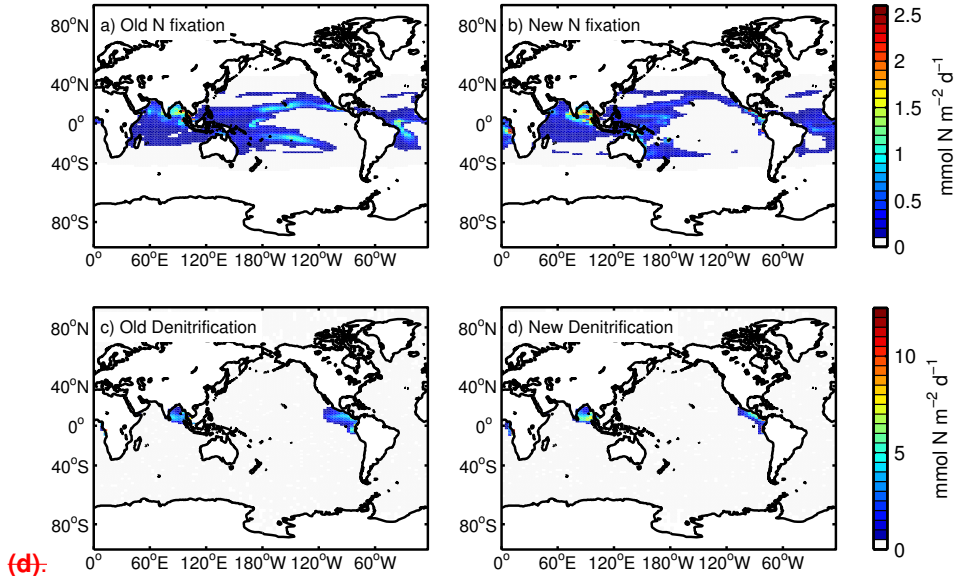 a) Old N fixation
b) New N fixation
80°N
40°N
0°
40°S
80°S
0° 60°E 120°E 180°W 120°W 60°W
80°N
40°N
0°
40°S
80°S
0° 60°E 120°E 180°W 120°W 60°W
2.5
2
1.5
1
0.5
0
mmol N m⁻² d⁻¹
c) Old Denitrification
d) New Denitrification
80°N
40°N
0°
40°S
80°S
0° 60°E 120°E 180°W 120°W 60°W
80°N
40°N
0°
40°S
80°S
0° 60°E 120°E 180°W 120°W 60°W
10
5
0
mmol N m⁻² d⁻¹
(d).